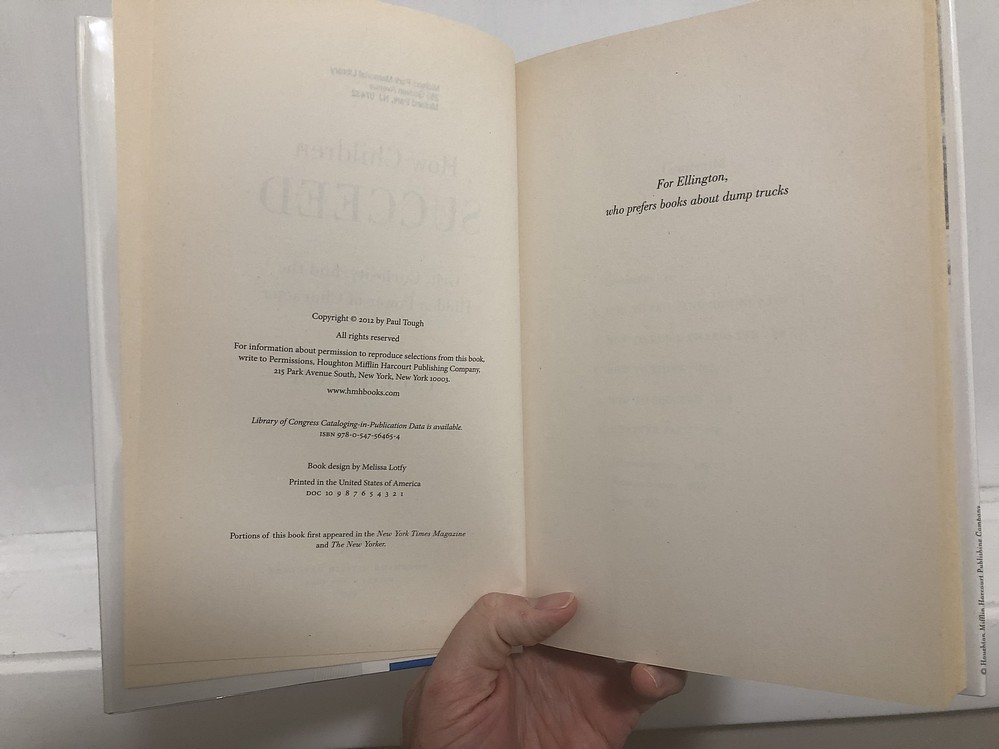 How Children
SUCCEED
Copyright © 2012 by Paul Tough
All rights reserved
For information about permission to reproduce selections from this book,
write to Permissions, Houghton Mifflin Harcourt Publishing Company,
215 Park Avenue South, New York, New York 10003.
www.hmhbooks.com
Library of Congress Cataloging-in-Publication Data is available.
ISBN 978-0-547-56465-4
Book design by Melissa Lotfy
Printed in the United States of America
DOC 10 9 8 7 6 5 4 3 2 1
Portions of this book first appeared in the New York Times Magazine
and The New Yorker.
For Ellington,
who prefers books about dump trucks
© Houghton Mifflin Harcourt Publishing Company